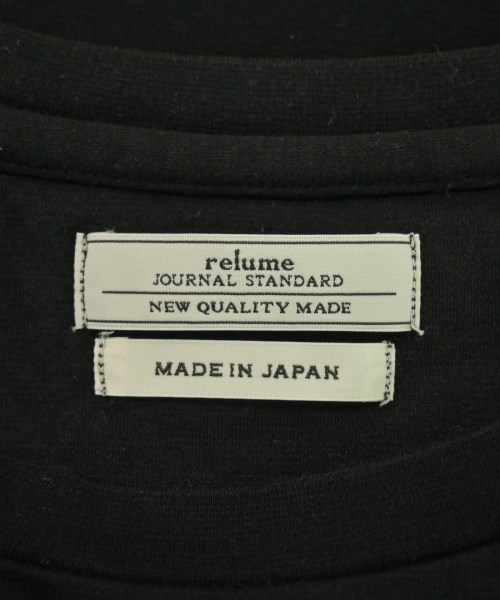 relume
JOURNAL STANDARD
NEW QUALITY MADE
MADE IN JAPAN